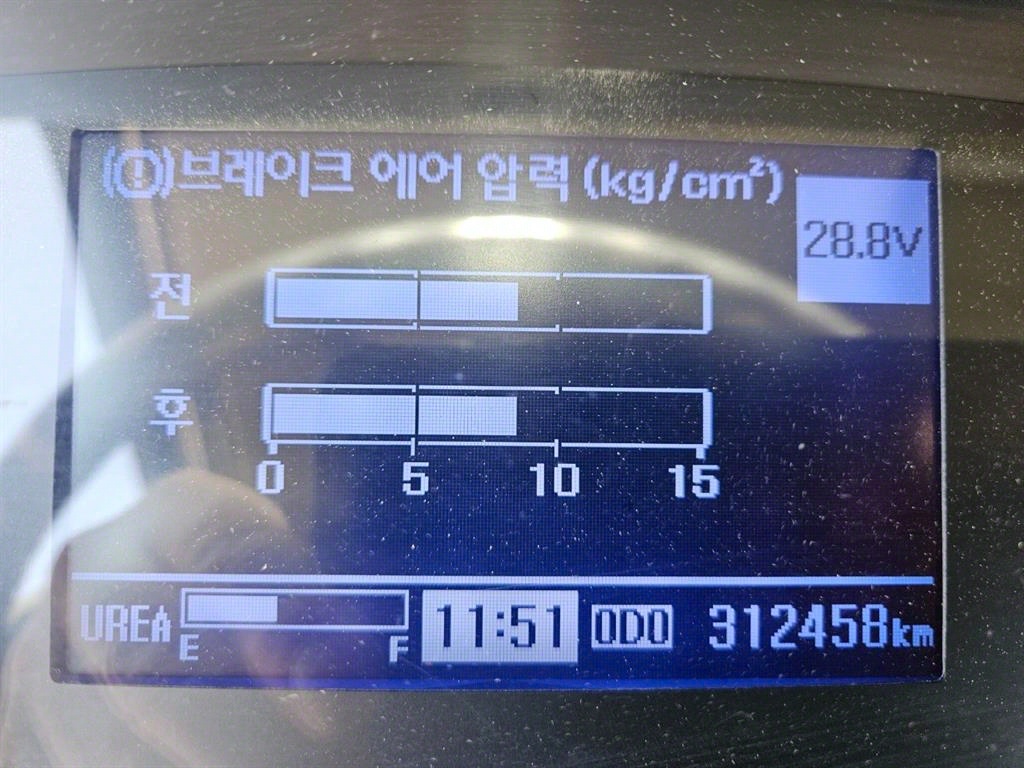 (!)브레이크 에어 압력 (kg/cm²)
28.8V
전
후
0 5 10 15
UREA E F 11:51 ODO 312458km